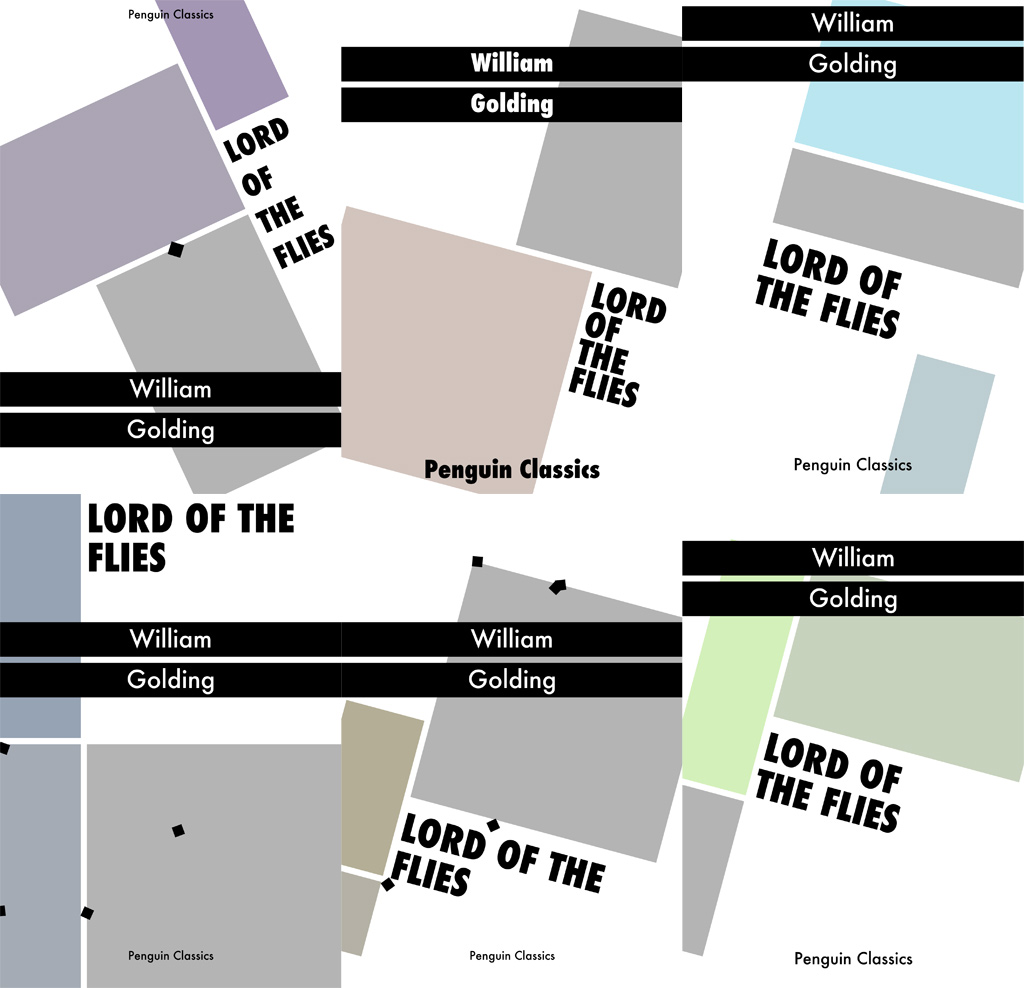 Penguin Classics
LORD
OF
THE
FLIES
William
Golding
William
Golding
LORD
OF
THE
FLIES
Penguin Classics
William
Golding
LORD OF
THE FLIES
Penguin Classics
LORD OF THE
FLIES
William
Golding
Penguin Classics
William
Golding
LORD OF THE
FLIES
Penguin Classics
William
Golding
LORD OF
THE FLIES
Penguin Classics